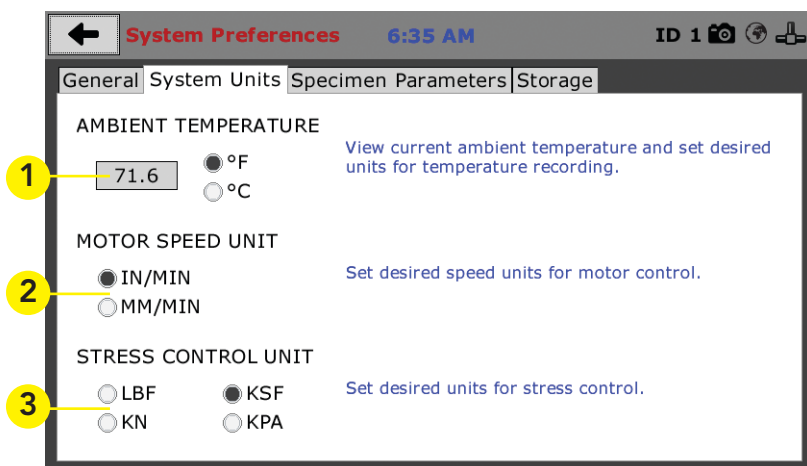 System Preferences 6:35 AM ID 1
General System Units Specimen Parameters Storage
AMBIENT TEMPERATURE
1 71.6 °F
°C
View current ambient temperature and set desired
units for temperature recording.
MOTOR SPEED UNIT
2 IN/MIN
MM/MIN
Set desired speed units for motor control.
STRESS CONTROL UNIT
3 LBF KSF
KN KPA
Set desired units for stress control.